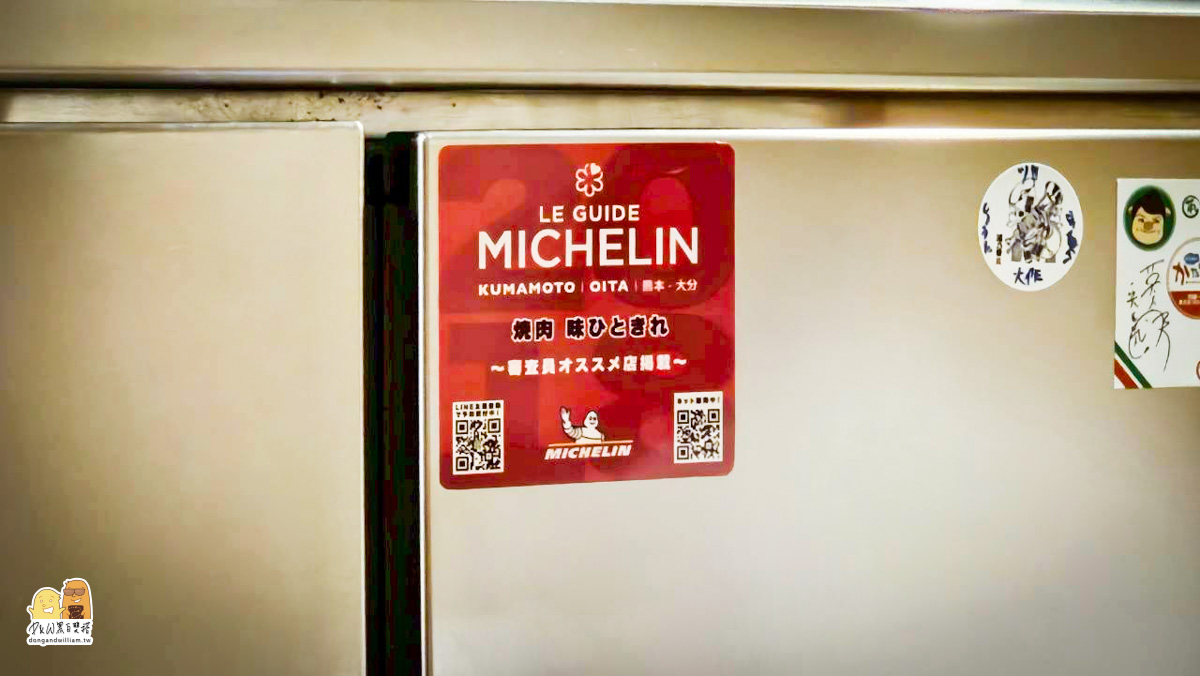 LE GUIDE
MICHELIN
KUMAMOTO | OITA | 熊本・大分
焼肉 味ひときれ
～審査員オススメ店掲載～
MICHELIN
大作
dongandwilliam.tw